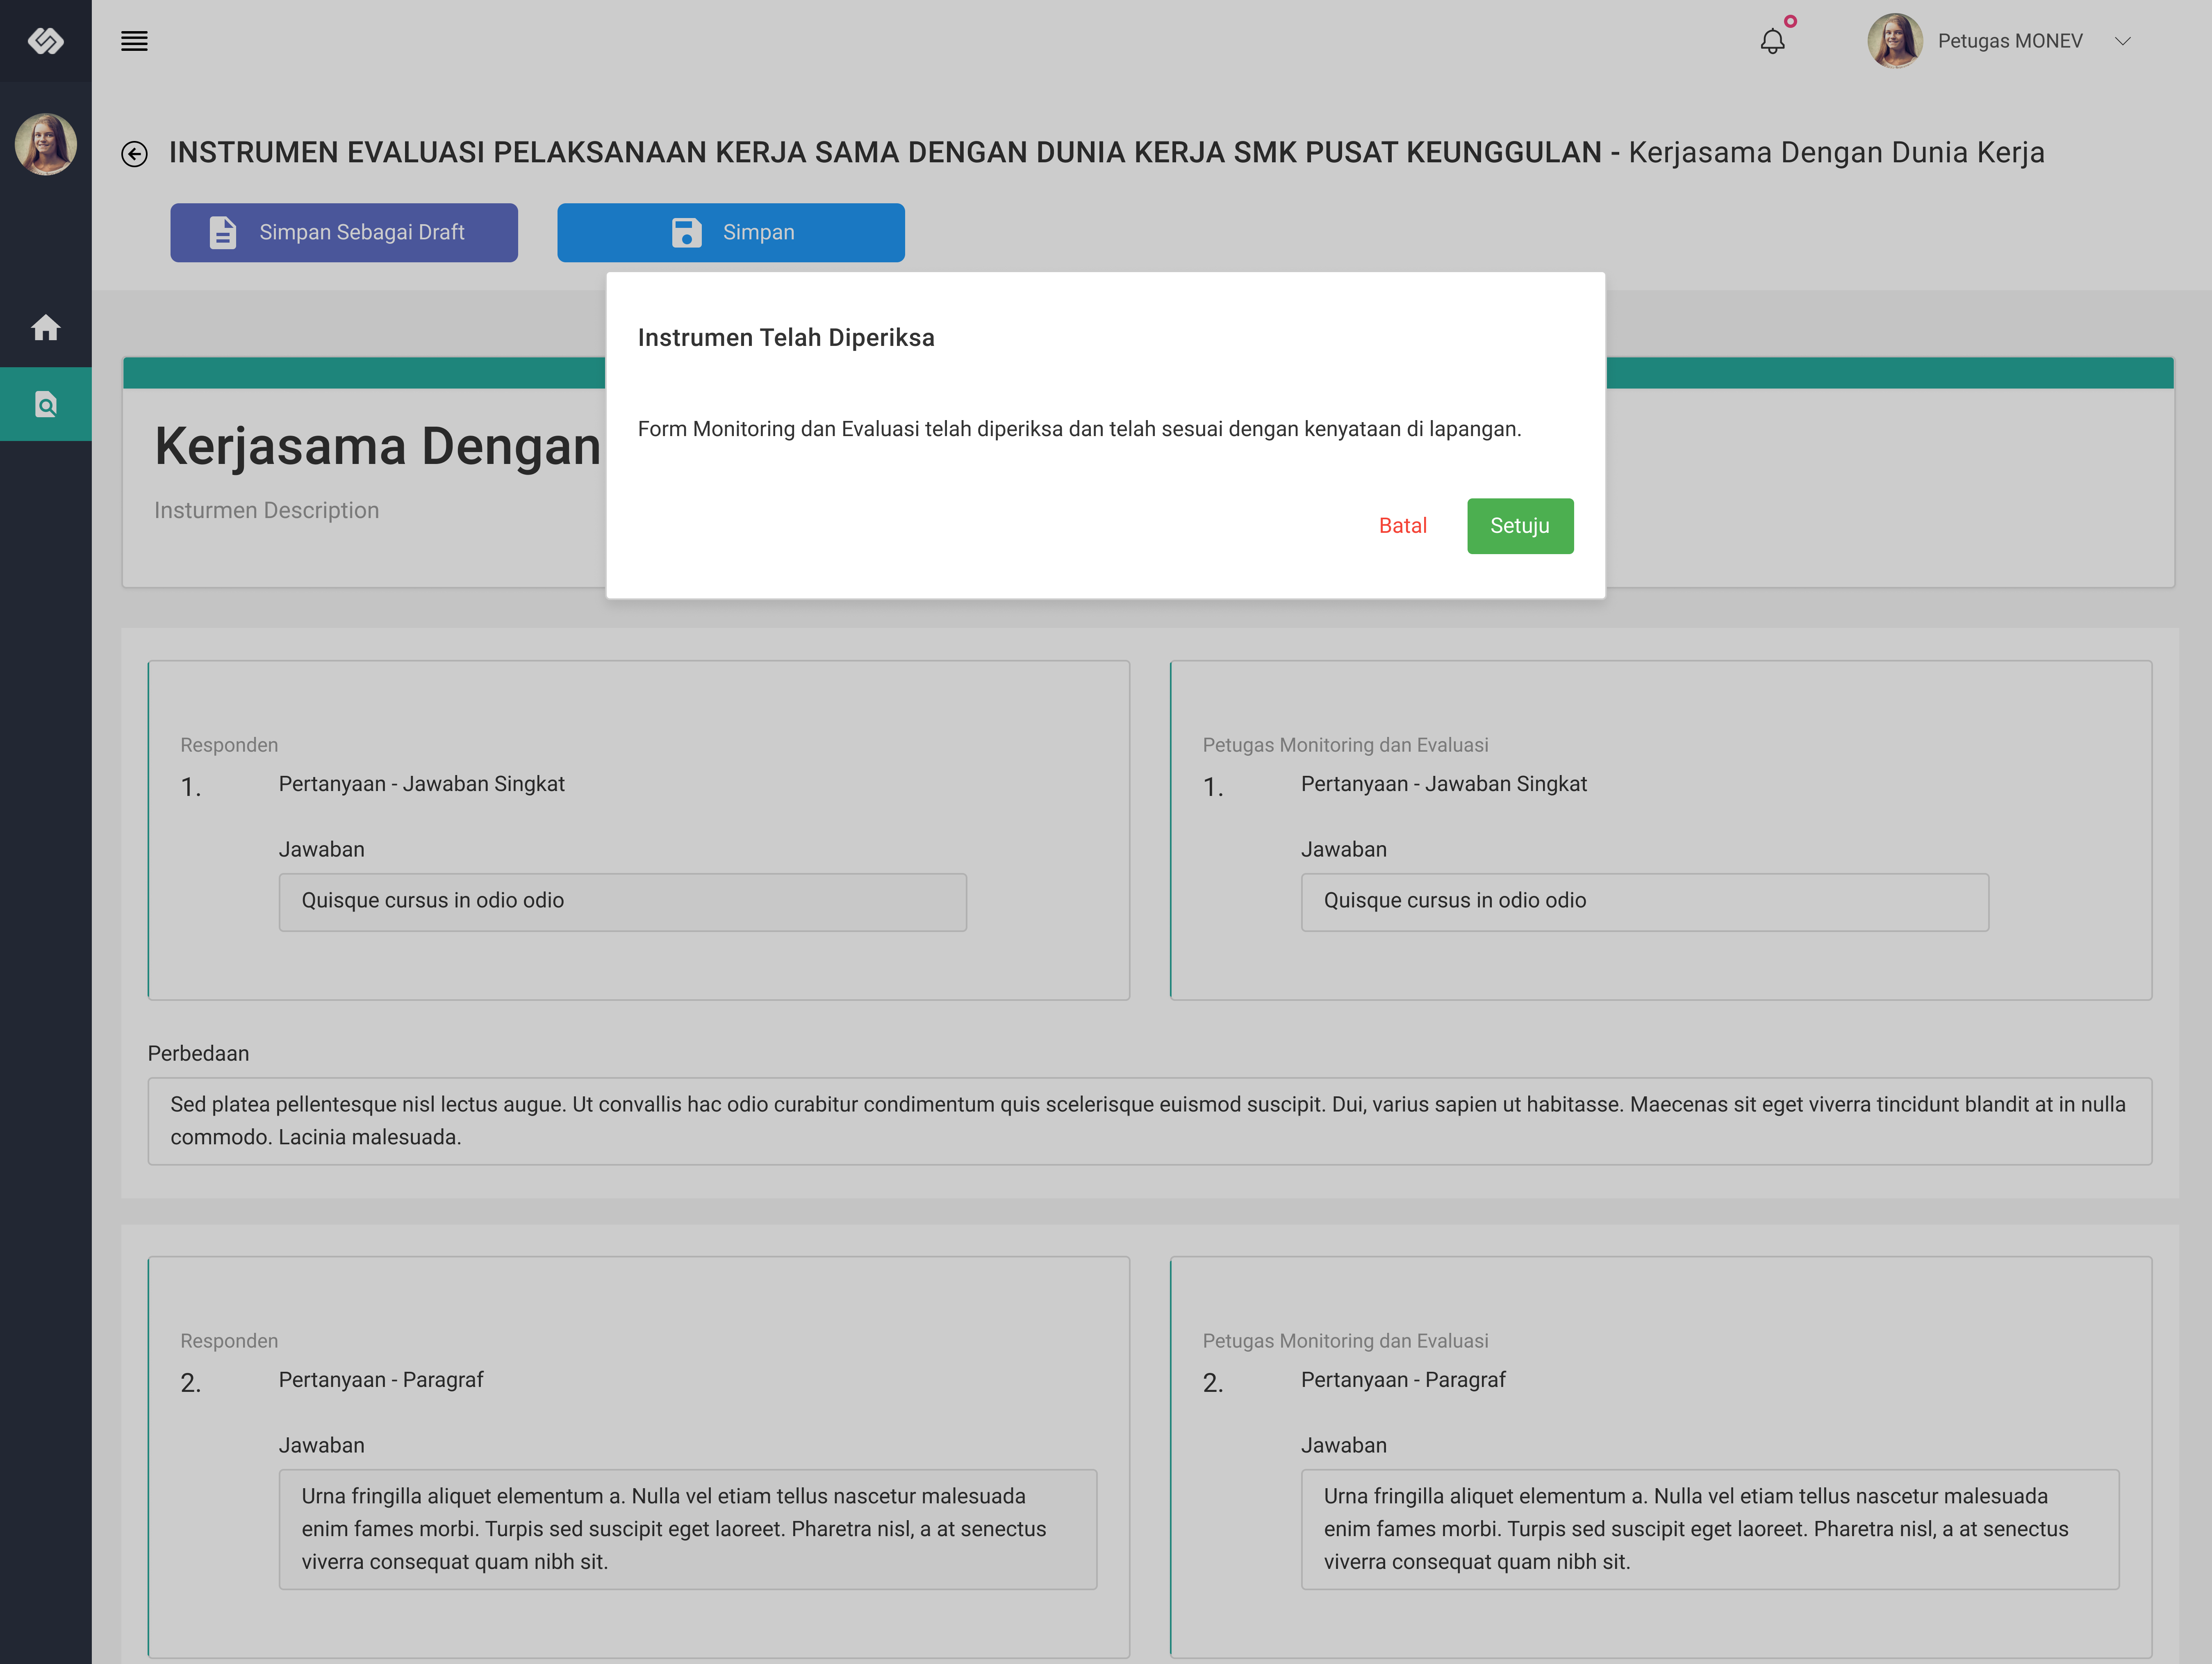 Petugas MONEV
INSTRUMEN EVALUASI PELAKSANAAN KERJA SAMA DENGAN DUNIA KERJA SMK PUSAT KEUNGGULAN - Kerjasama Dengan Dunia Kerja
Simpan Sebagai Draft
Simpan
Instrumen Telah Diperiksa
Form Monitoring dan Evaluasi telah diperiksa dan telah sesuai dengan kenyataan di lapangan.
Batal
Setuju
Kerjasama Dengan
Insturmen Description
Responden
1.
Pertanyaan - Jawaban Singkat
Jawaban
Quisque cursus in odio odio
Petugas Monitoring dan Evaluasi
1.
Pertanyaan - Jawaban Singkat
Jawaban
Quisque cursus in odio odio
Perbedaan
Sed platea pellentesque nisl lectus augue. Ut convallis hac odio curabitur condimentum quis scelerisque euismod suscipit. Dui, varius sapien ut habitasse. Maecenas sit eget viverra tincidunt blandit at in nulla
commodo. Lacinia malesuada.
Responden
2.
Pertanyaan - Paragraf
Jawaban
Urna fringilla aliquet elementum a. Nulla vel etiam tellus nascetur malesuada
enim fames morbi. Turpis sed suscipit eget laoreet. Pharetra nisl, a at senectus
viverra consequat quam nibh sit.
Petugas Monitoring dan Evaluasi
2.
Pertanyaan - Paragraf
Jawaban
Urna fringilla aliquet elementum a. Nulla vel etiam tellus nascetur malesuada
enim fames morbi. Turpis sed suscipit eget laoreet. Pharetra nisl, a at senectus
viverra consequat quam nibh sit.